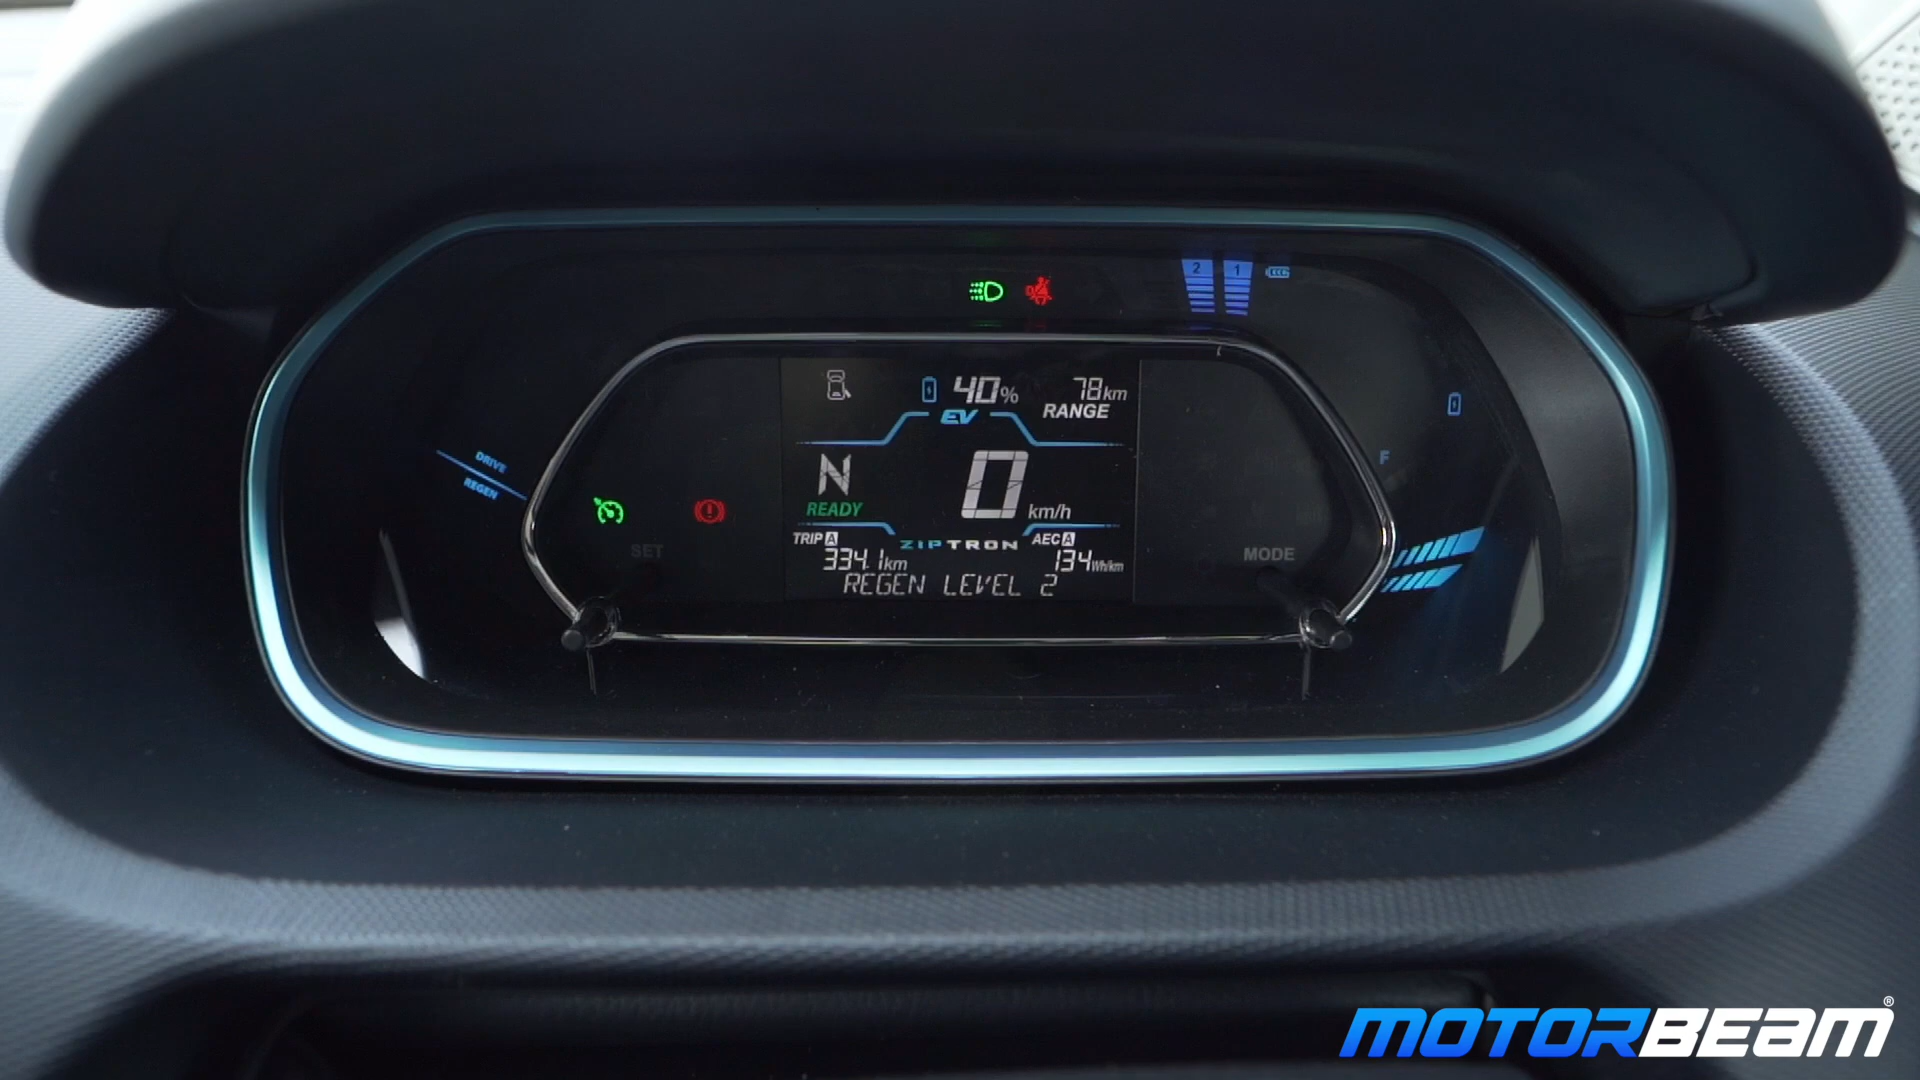 2 1
40%
78km
EV
RANGE
DRIVE
REGEN
F
N
0
READY
km/h
SET
MODE
TRIP A
ZIPTRON
AEC A
334.1km
134Wh/km
REGEN LEVEL 2
MOTORBEAM®